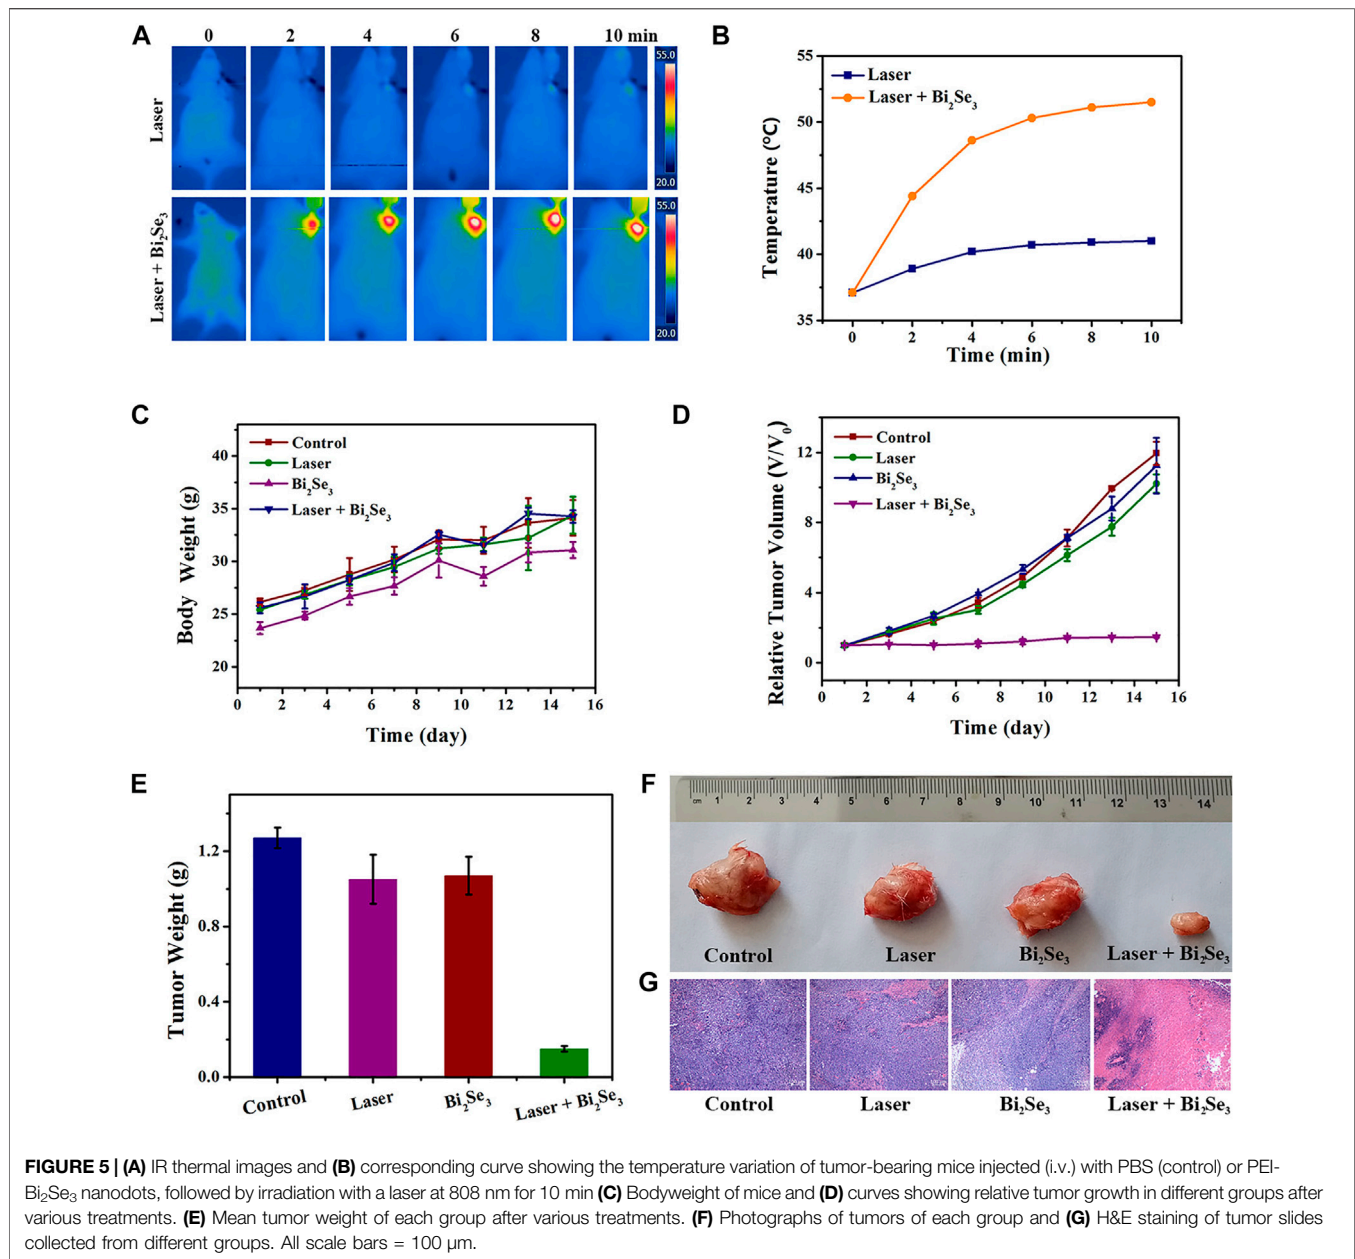 A
0 2 4 6 8 10 min
Laser
55.0
20.0
Laser + Bi₂Se₃
55.0
20.0
B
Laser
Laser + Bi₂Se₃
Temperature (°C)
55
50
45
40
35
0 2 4 6 8 10
Time (min)
C
Control
Laser
Bi₂Se₃
Laser + Bi₂Se₃
Body Weight (g)
40
35
30
25
20
0 2 4 6 8 10 12 14 16
Time (day)
D
Control
Laser
Bi₂Se₃
Laser + Bi₂Se₃
Relative Tumor Volume (V/V₀)
12
8
4
0
0 2 4 6 8 10 12 14 16
Time (day)
E
Tumor Weight (g)
1.2
0.8
0.4
0.0
Control Laser Bi₂Se₃ Laser + Bi₂Se₃
F
cm 1 2 3 4 5 6 7 8 9 10 11 12 13 14
Control Laser Bi₂Se₃ Laser + Bi₂Se₃
G
Control Laser Bi₂Se₃ Laser + Bi₂Se₃
FIGURE 5 | (A) IR thermal images and (B) corresponding curve showing the temperature variation of tumor-bearing mice injected (i.v.) with PBS (control) or PEI-
Bi₂Se₃ nanodots, followed by irradiation with a laser at 808 nm for 10 min (C) Bodyweight of mice and (D) curves showing relative tumor growth in different groups after
various treatments. (E) Mean tumor weight of each group after various treatments. (F) Photographs of tumors of each group and (G) H&E staining of tumor slides
collected from different groups. All scale bars = 100 μm.